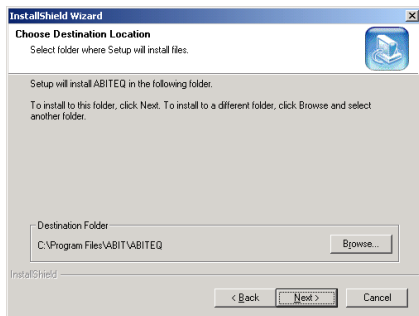 InstallShield Wizard
Choose Destination Location
Select folder where Setup will install files.
Setup will install ABITEQ in the following folder.
To install to this folder, click Next. To install to a different folder, click Browse and select
another folder.
Destination Folder
C:\Program Files\ABIT\ABITEQ
Browse...
InstallShield
< Back
Next >
Cancel